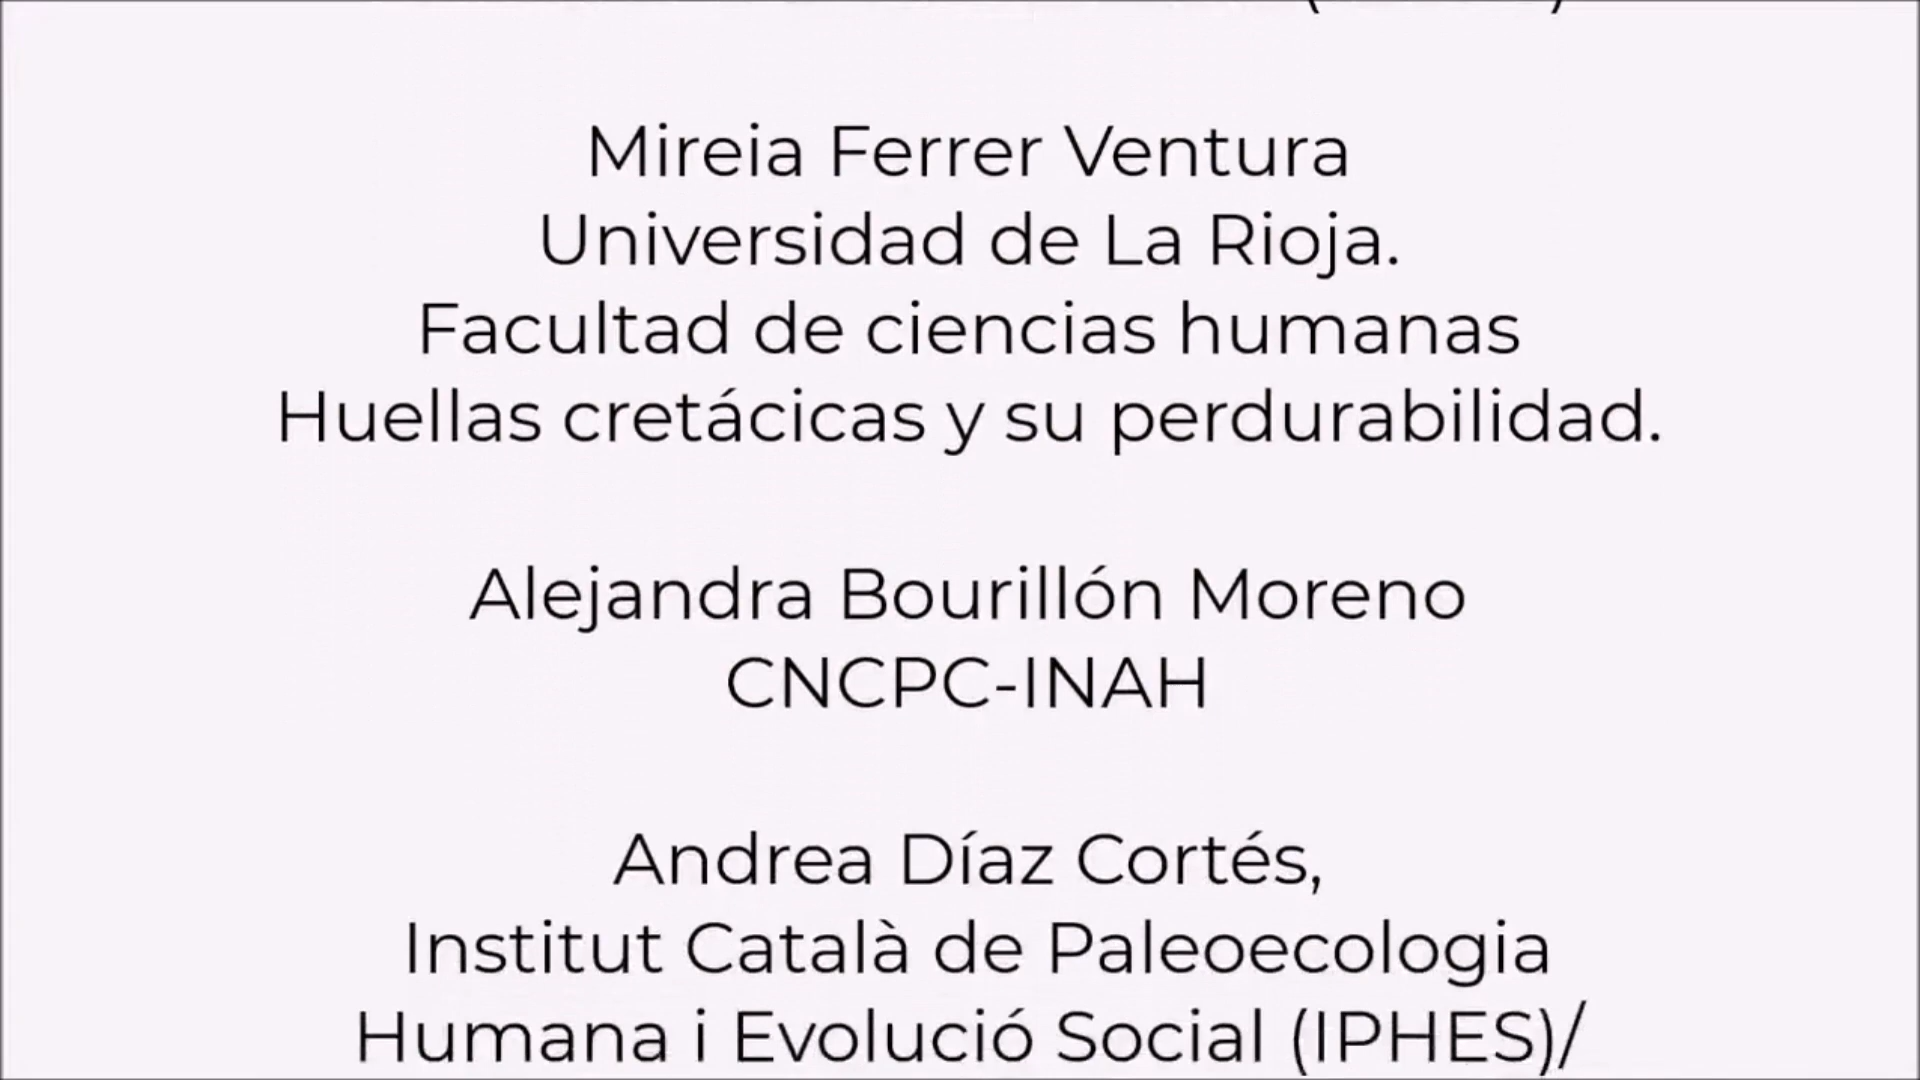 Mireia Ferrer Ventura
Universidad de La Rioja.
Facultad de ciencias humanas
Huellas cretácicas y su perdurabilidad.
Alejandra Bourillón Moreno
CNCPC-INAH
Andrea Díaz Cortés,
Institut Català de Paleoecologia
Humana i Evolució Social (IPHES)/